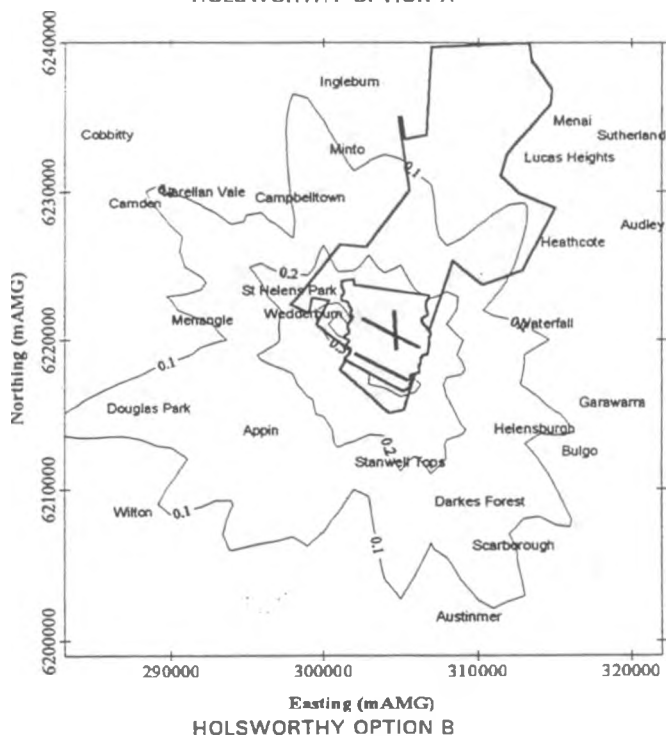 6240000
Ingleburn
Menai
Cobbitty
Sutherland
Minto
Lucas Heights
0.1
6230000
Narellan Vale
Campbelltown
Camden
Audley
Heathcote
0.2
St Helens Park
Wedderburn
Menangle
Waterfall
6220000
0.1
Northing (mAMG)
Douglas Park
Garawarra
Appin
Helensburgh
0.2
Bulgo
Stanwell Tops
6210000
Darkes Forest
Wilton
0.1
0.1
Scarborough
Austinmer
6200000
290000 300000 310000 320000
Easting (mAMG)
HOLSWORTHY OPTION B